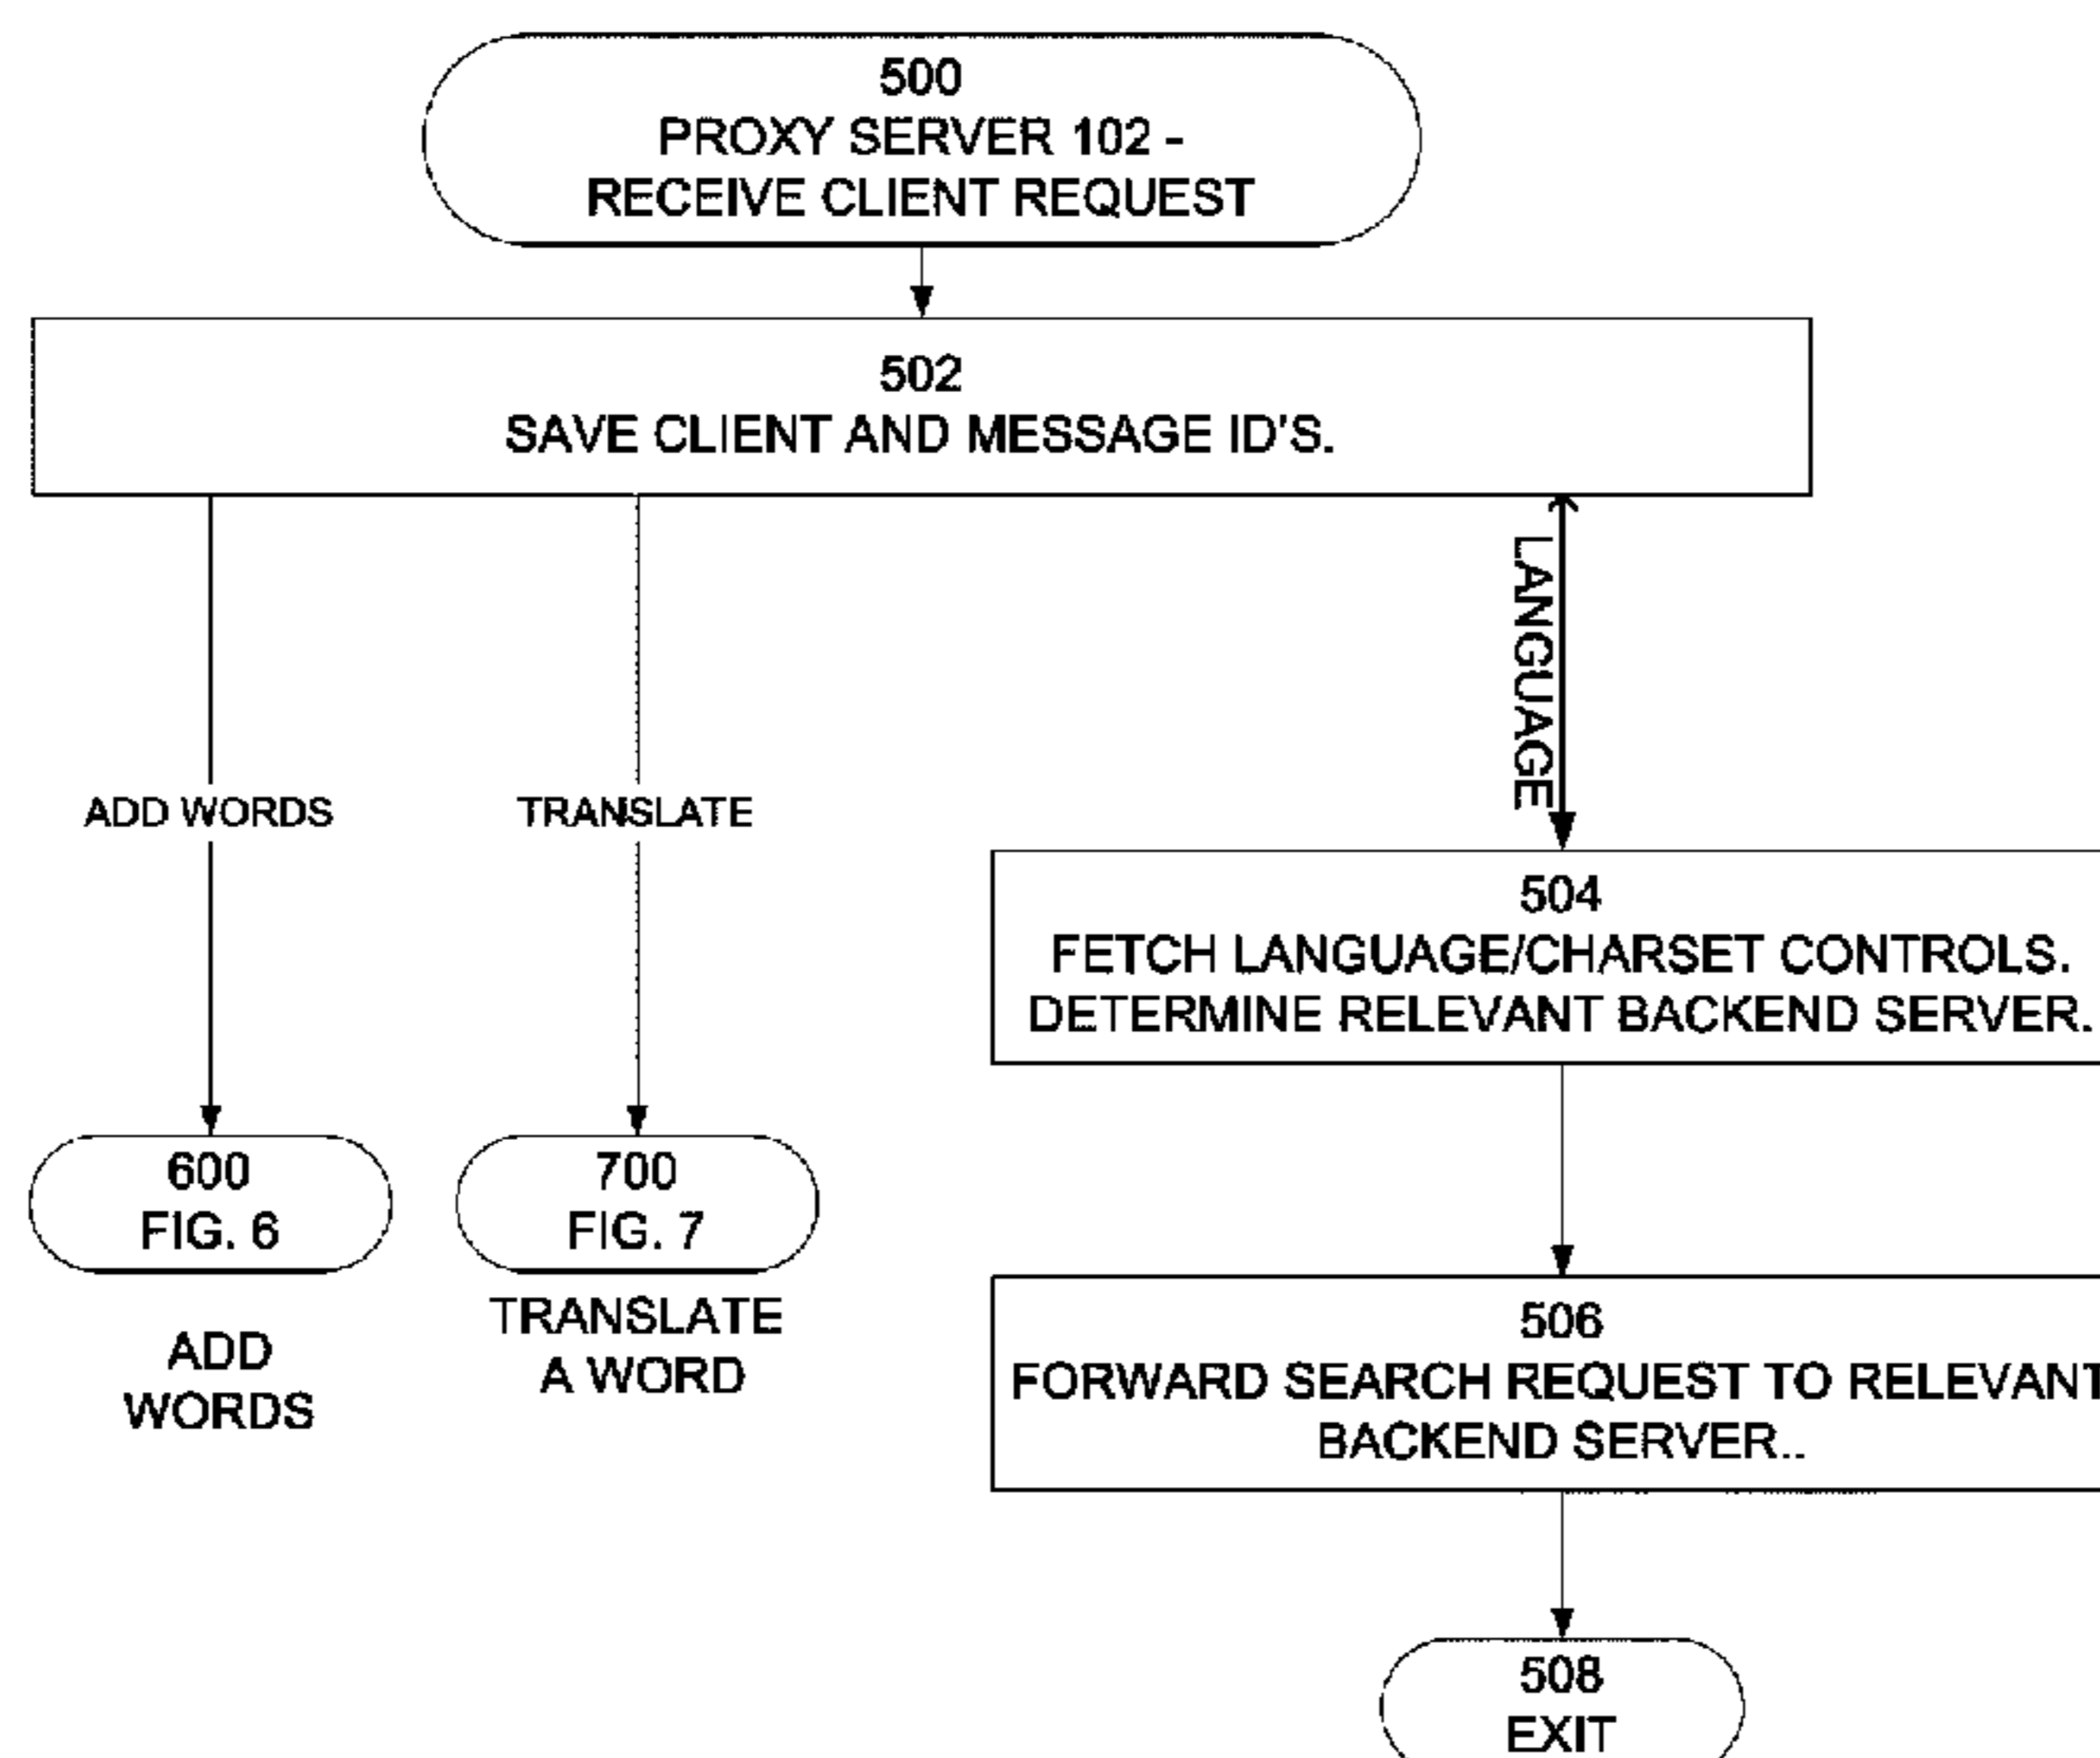 500
PROXY SERVER 102 -
RECEIVE CLIENT REQUEST
502
SAVE CLIENT AND MESSAGE ID'S.
LANGUAGE
ADD WORDS
TRANSLATE
504
FETCH LANGUAGE/CHARSET CONTROLS.
DETERMINE RELEVANT BACKEND SERVER.
600
FIG. 6
ADD
WORDS
700
FIG. 7
TRANSLATE
A WORD
506
FORWARD SEARCH REQUEST TO RELEVANT
BACKEND SERVER..
508
EXIT